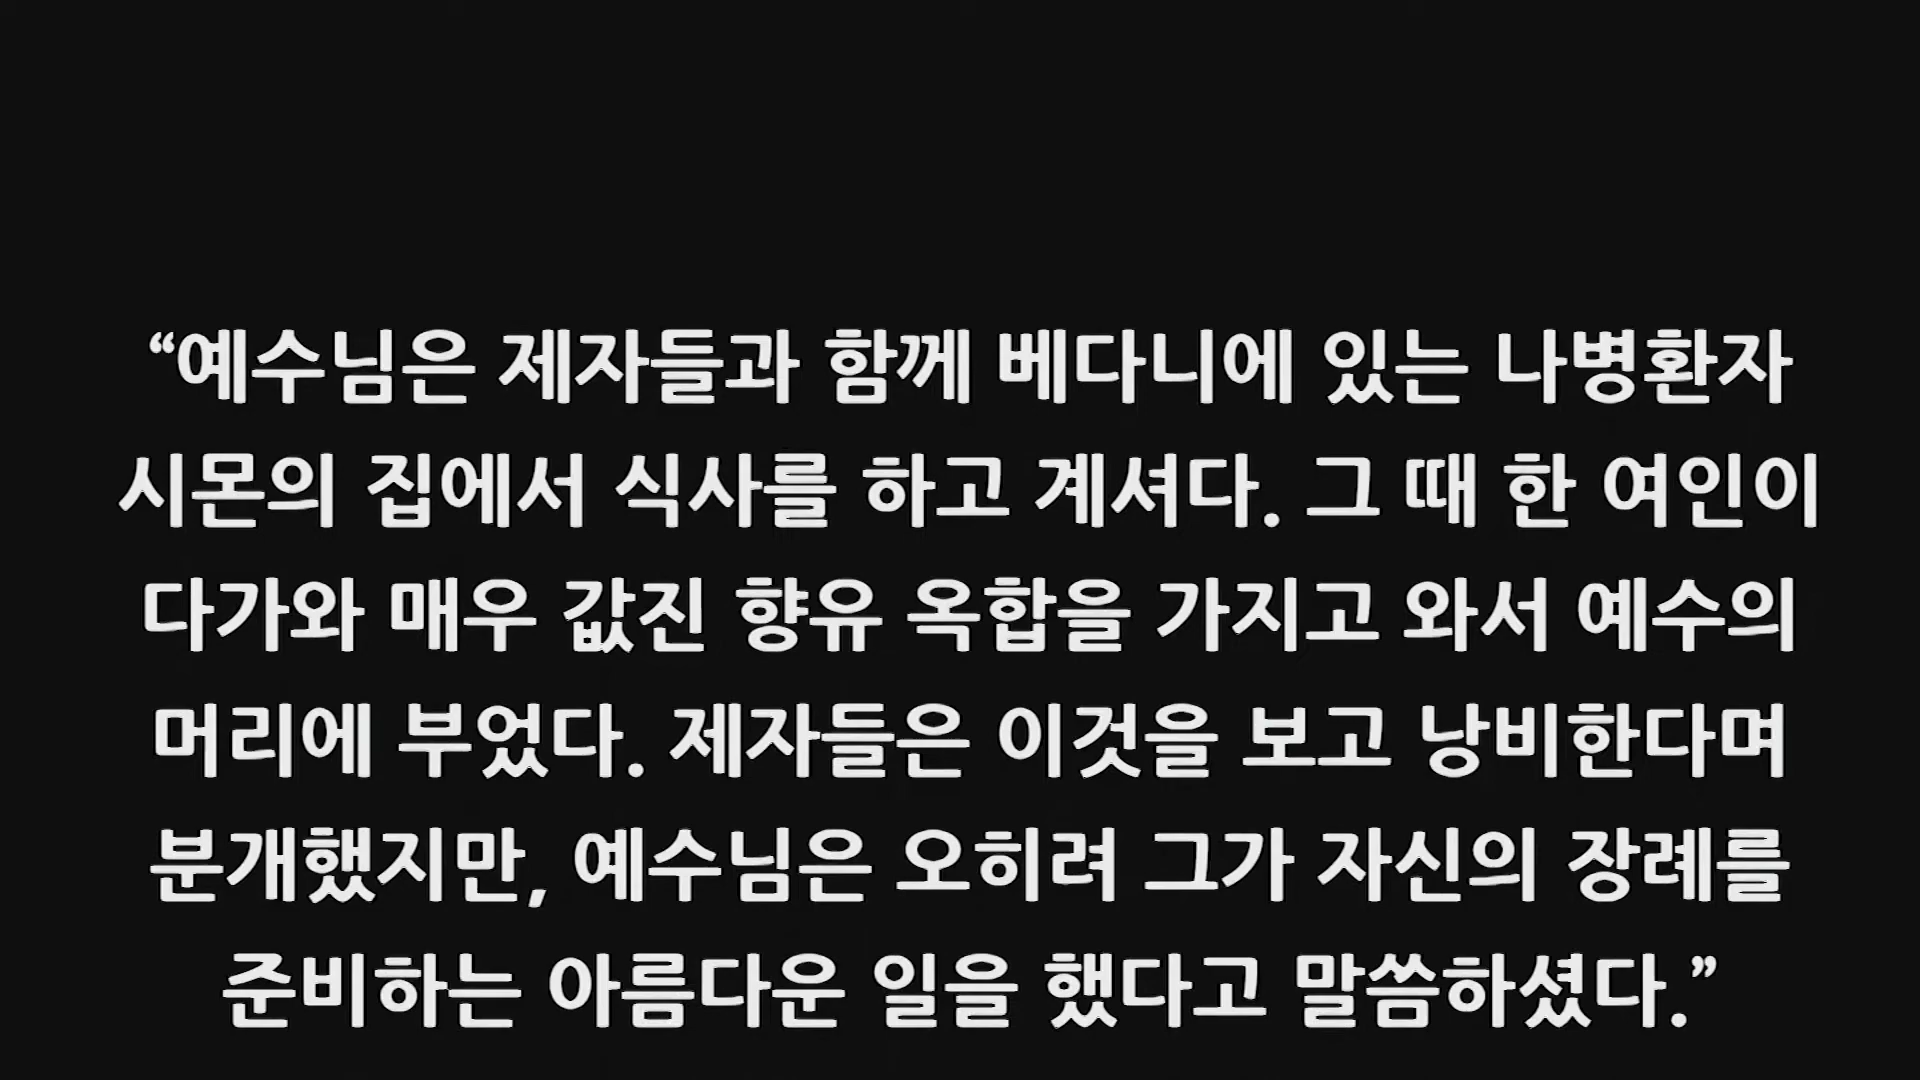 “예수님은 제자들과 함께 베다니에 있는 나병환자
시몬의 집에서 식사를 하고 계셔다. 그 때 한 여인이
다가와 매우 값진 향유 옥합을 가지고 와서 예수의
머리에 부었다. 제자들은 이것을 보고 낭비한다며
분개했지만, 예수님은 오히려 그가 자신의 장례를
준비하는 아름다운 일을 했다고 말씀하셨다.”